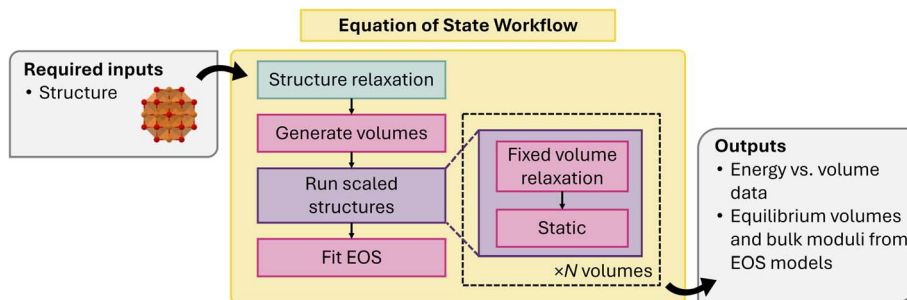 Equation of State Workflow
Required inputs
• Structure
Structure relaxation
Generate volumes
Run scaled
structures
Fit EOS
Fixed volume
relaxation
Static
×N volumes
Outputs
• Energy vs. volume
data
• Equilibrium volumes
and bulk moduli from
EOS models